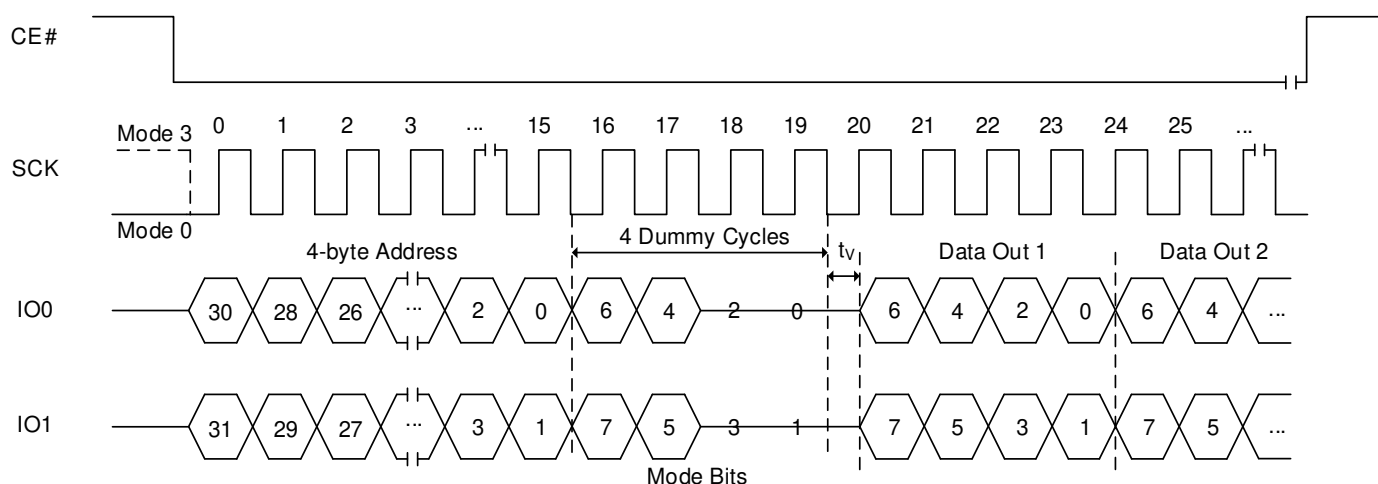 CE#
0 1 2 3 ... 15 16 17 18 19 20 21 22 23 24 25 ...
Mode 3
SCK
Mode 0
4-byte Address 4 Dummy Cycles tV Data Out 1 Data Out 2
IO0 30 28 26 ... 2 0 6 4 2 0 6 4 2 0 6 4 ...
IO1 31 29 27 ... 3 1 7 5 3 1 7 5 3 1 7 5 ...
Mode Bits